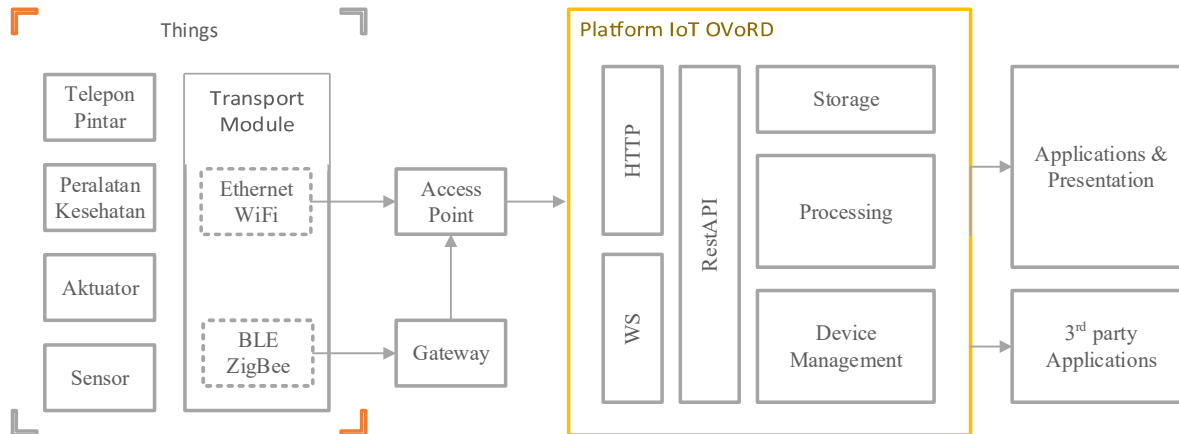 Things
Telepon
Pintar
Peralatan
Kesehatan
Aktuator
Sensor
Transport
Module
Ethernet
WiFi
BLE
ZigBee
Access
Point
Gateway
Platform IoT OVoRD
HTTP
WS
RestAPI
Storage
Processing
Device
Management
Applications &
Presentation
3rd party
Applications